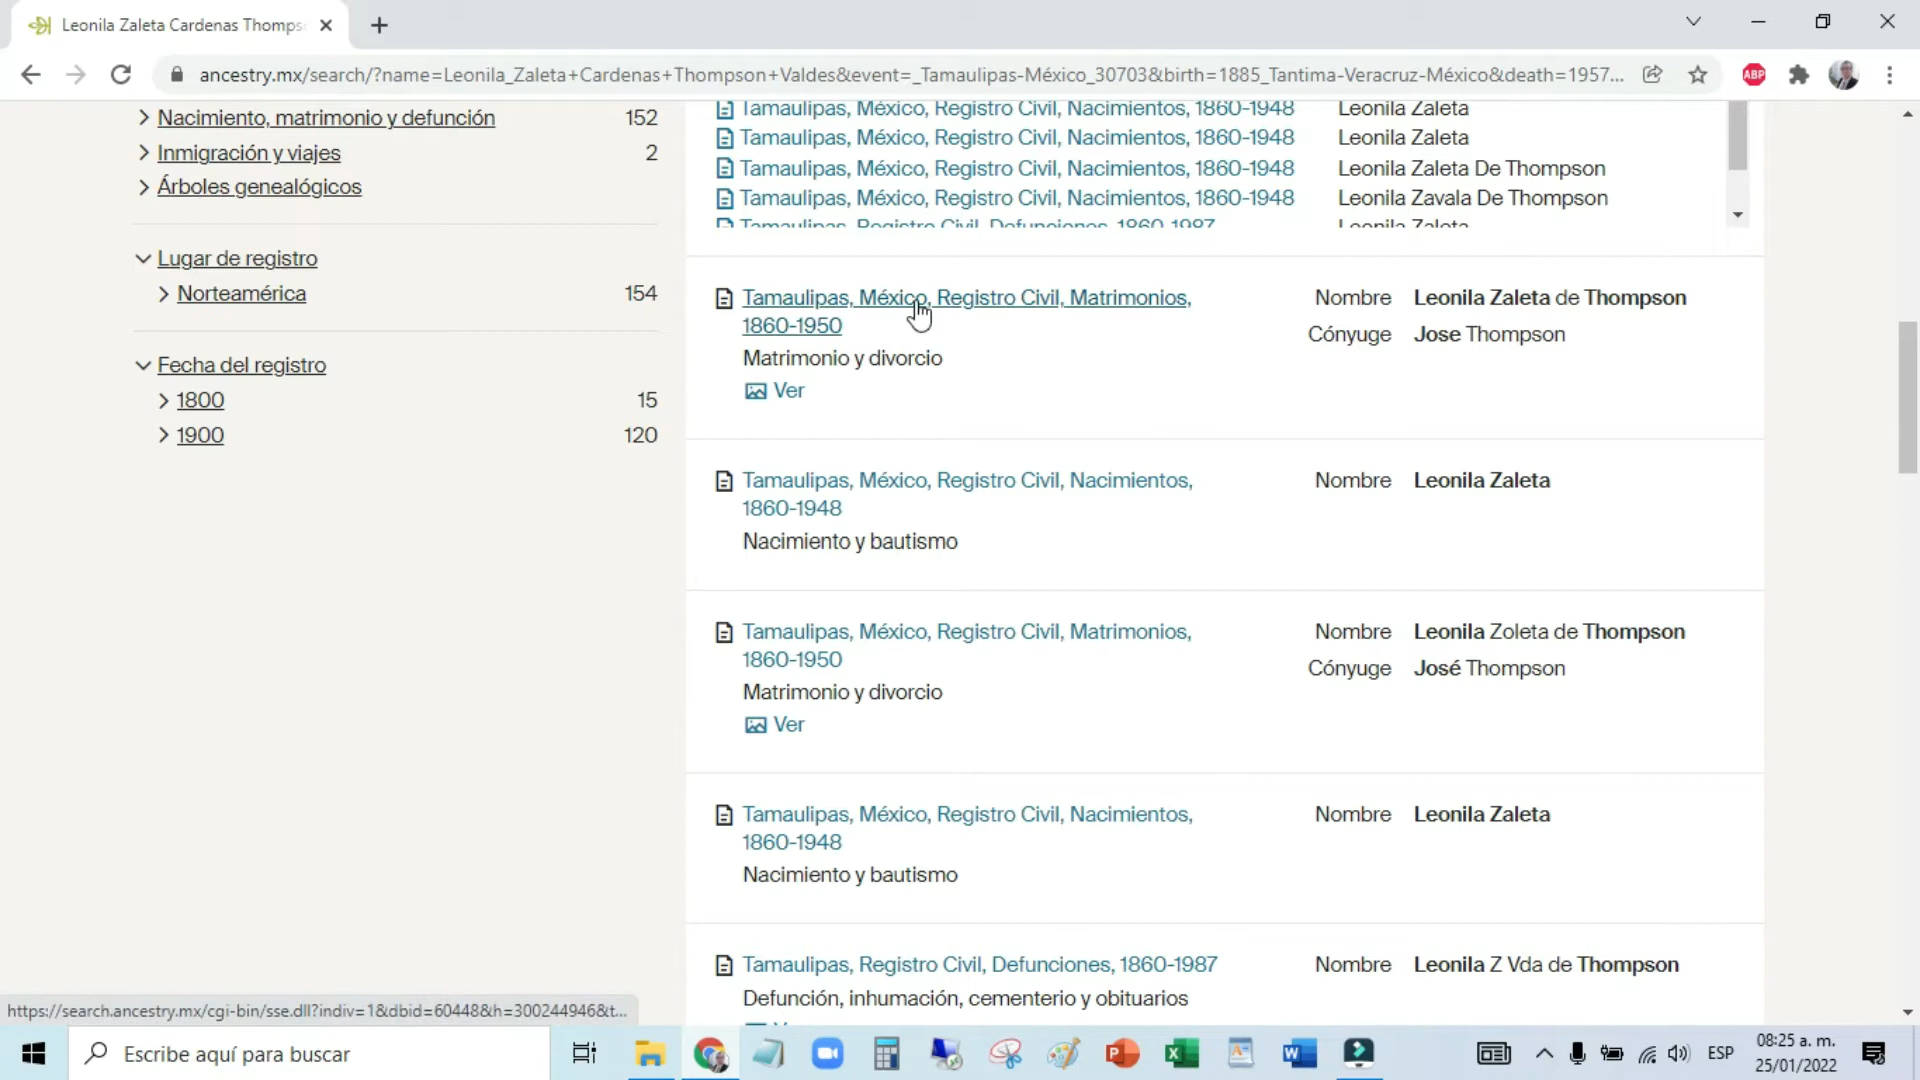 Leonila Zaleta Cardenas Thomps
ancestry.mx/search/?name=Leonila_Zaleta+Cardenas+Thompson+Valdes&event=_Tamaulipas-México_30703&birth=1885_Tantima-Veracruz-México&death=1957...
ABP
Nacimiento, matrimonio y defunción 152
Inmigración y viajes 2
Árboles genealógicos
Lugar de registro
Norteamérica 154
Fecha del registro
1800 15
1900 120
Tamaulipas, México, Registro Civil, Nacimientos, 1860-1948 Leonila Zaleta
Tamaulipas, México, Registro Civil, Nacimientos, 1860-1948 Leonila Zaleta
Tamaulipas, México, Registro Civil, Nacimientos, 1860-1948 Leonila Zaleta De Thompson
Tamaulipas, México, Registro Civil, Nacimientos, 1860-1948 Leonila Zavala De Thompson
Tamaulipas, Registro Civil, Defunciones, 1860-1987 Leonila Zaleta
Tamaulipas, México, Registro Civil, Matrimonios, Nombre Leonila Zaleta de Thompson
1860-1950 Cónyuge Jose Thompson
Matrimonio y divorcio
Ver
Tamaulipas, México, Registro Civil, Nacimientos, Nombre Leonila Zaleta
1860-1948
Nacimiento y bautismo
Tamaulipas, México, Registro Civil, Matrimonios, Nombre Leonila Zoleta de Thompson
1860-1950 Cónyuge José Thompson
Matrimonio y divorcio
Ver
Tamaulipas, México, Registro Civil, Nacimientos, Nombre Leonila Zaleta
1860-1948
Nacimiento y bautismo
Tamaulipas, Registro Civil, Defunciones, 1860-1987 Nombre Leonila Z Vda de Thompson
Defunción, inhumación, cementerio y obituarios
https://search.ancestry.mx/cgi-bin/sse.dll?indiv=1&dbid=60448&h=300244946&t...
Escribe aquí para buscar
ESP
08:25 a. m.
25/01/2022